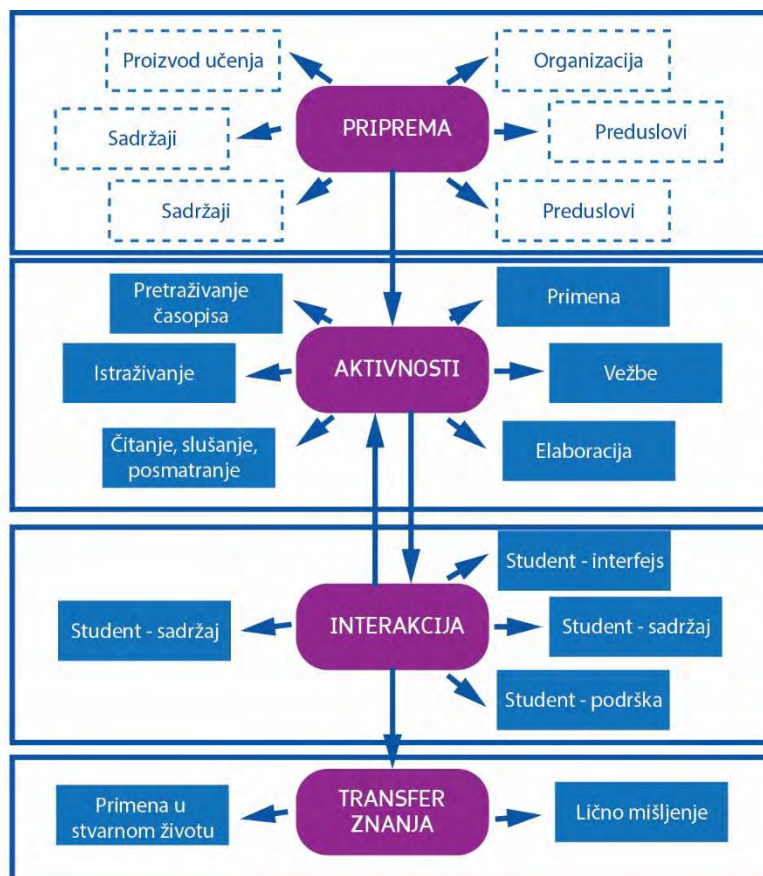 Proizvod učenja
Organizacija
PRIPREMA
Sadržaji
Preduslovi
Sadržaji
Preduslovi
Pretraživanje
časopisa
Primena
AKTIVNOSTI
Istraživanje
Vežbe
Čitanje, slušanje,
posmatranje
Elaboracija
Student - interfejs
INTERAKCIJA
Student - sadržaj
Student - sadržaj
Student - podrška
TRANSFER
ZNANJA
Primena u
stvarnom životu
Lično mišljenje